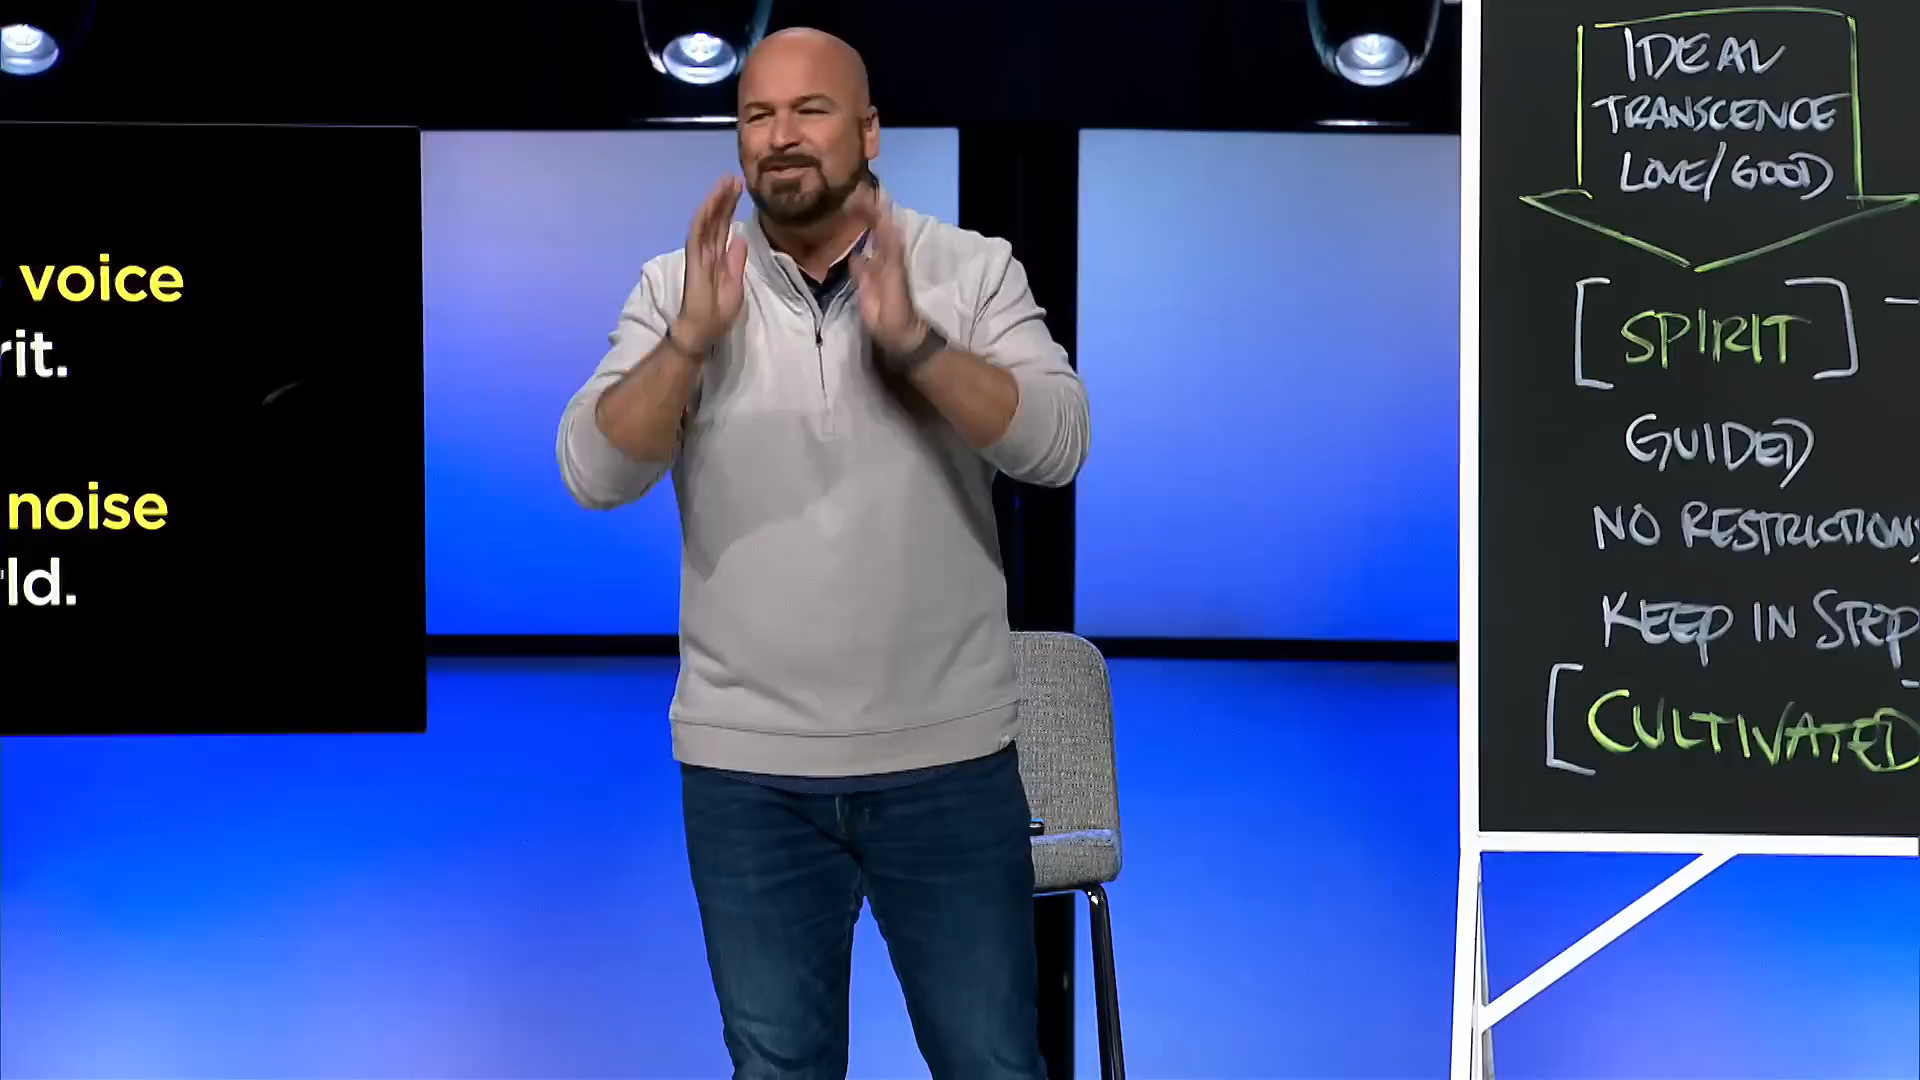 voice
rit.
noise
ld.
IDEAL
TRANSCENCE
LOVE/GOOD
[SPIRIT] -
GUIDED
NO RESTRICTIONS
KEEP IN STEP
[CULTIVATED -